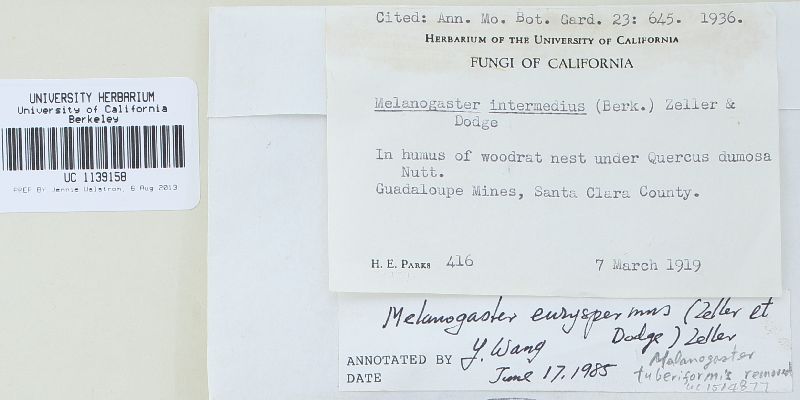 Cited: Ann. Mo. Bot. Gard. 23: 645. 1936.
HERBARIUM OF THE UNIVERSITY OF CALIFORNIA
FUNGI OF CALIFORNIA
Melanogaster intermedius (Berk.) Zeller &
Dodge
In humus of woodrat nest under Quercus dumosa
Nutt.
Guadaloupe Mines, Santa Clara County.
H. E. PARKS 416 7 March 1919
UNIVERSITY HERBARIUM
University of California
Berkeley
UC 1139158
PREP BY Jennie Walstrom, 6 Aug 2013
Melanogaster euryspermus (Zeller et
Dodge) Zeller
ANNOTATED BY Y. Wang
DATE June 17, 1985
Melanogaster
tuberiformis removed
UC 1514877